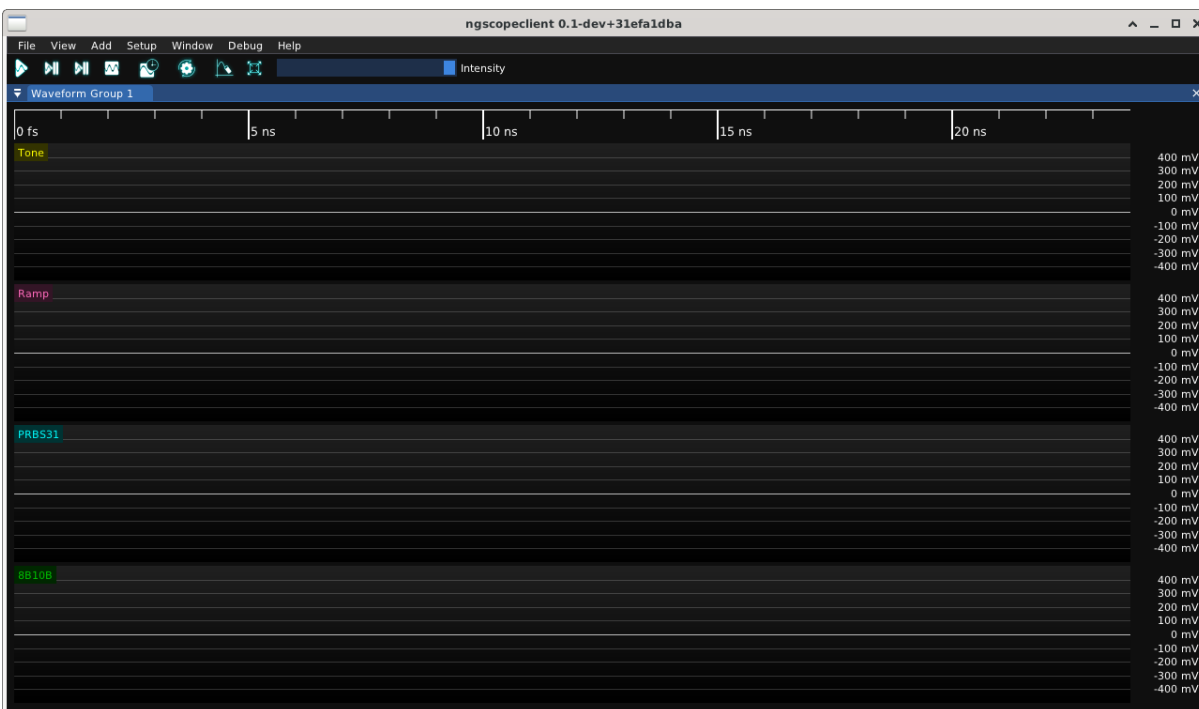 ngscopeclient 0.1-dev+31efa1dba
File View Add Setup Window Debug Help
Intensity
Waveform Group 1
0 fs 5 ns 10 ns 15 ns 20 ns
Tone
400 mV
300 mV
200 mV
100 mV
0 mV
-100 mV
-200 mV
-300 mV
-400 mV
Ramp
400 mV
300 mV
200 mV
100 mV
0 mV
-100 mV
-200 mV
-300 mV
-400 mV
PRBS31
400 mV
300 mV
200 mV
100 mV
0 mV
-100 mV
-200 mV
-300 mV
-400 mV
8B10B
400 mV
300 mV
200 mV
100 mV
0 mV
-100 mV
-200 mV
-300 mV
-400 mV